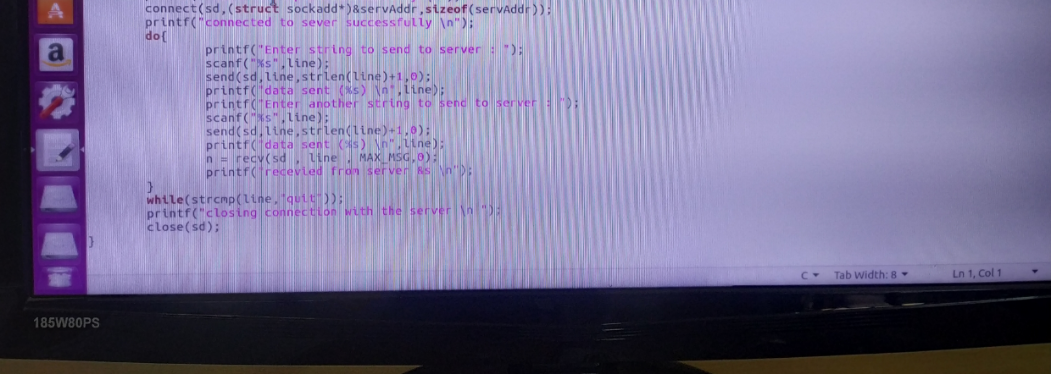 connect(sd,(struct sockadd*)&servAddr,sizeof(servAddr));
printf("connected to sever successfully \n");
do{
printf("Enter string to send to server : ");
scanf("%s",line);
send(sd,line,strlen(line)+1,0);
printf("data sent (%s) \n",line);
printf("Enter another string to send to server : ");
scanf("%s",line);
send(sd,line,strlen(line)+1,0);
printf("data sent (%s) \n",line);
n = recv(sd , line , MAX_MSG,0);
printf("recevied from server &s \n");
}
while(strcmp(line,"quit"));
printf("closing connection with the server \n ");
close(sd);
}
C Tab Width: 8 Ln 1, Col 1
185W80PS